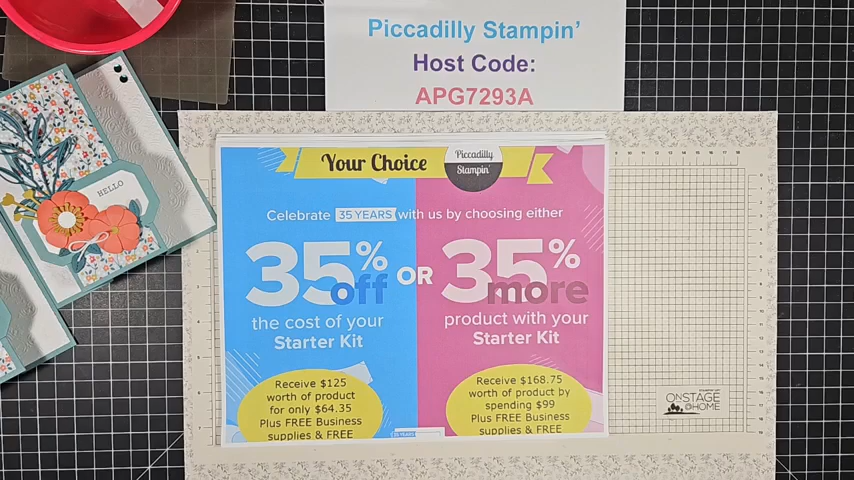 Piccadilly Stampin’
Host Code:
APG7293A
Your Choice
Piccadilly
Stampin’
Celebrate 35 YEARS with us by choosing either
35% off
the cost of your
Starter Kit
OR
35% more
product with your
Starter Kit
Receive $125
worth of product
for only $64.35
Plus FREE Business
supplies & FREE
Receive $168.75
worth of product by
spending $99
Plus FREE Business
supplies & FREE
35 YEARS
HELLO
ONSTAGE
@HOME